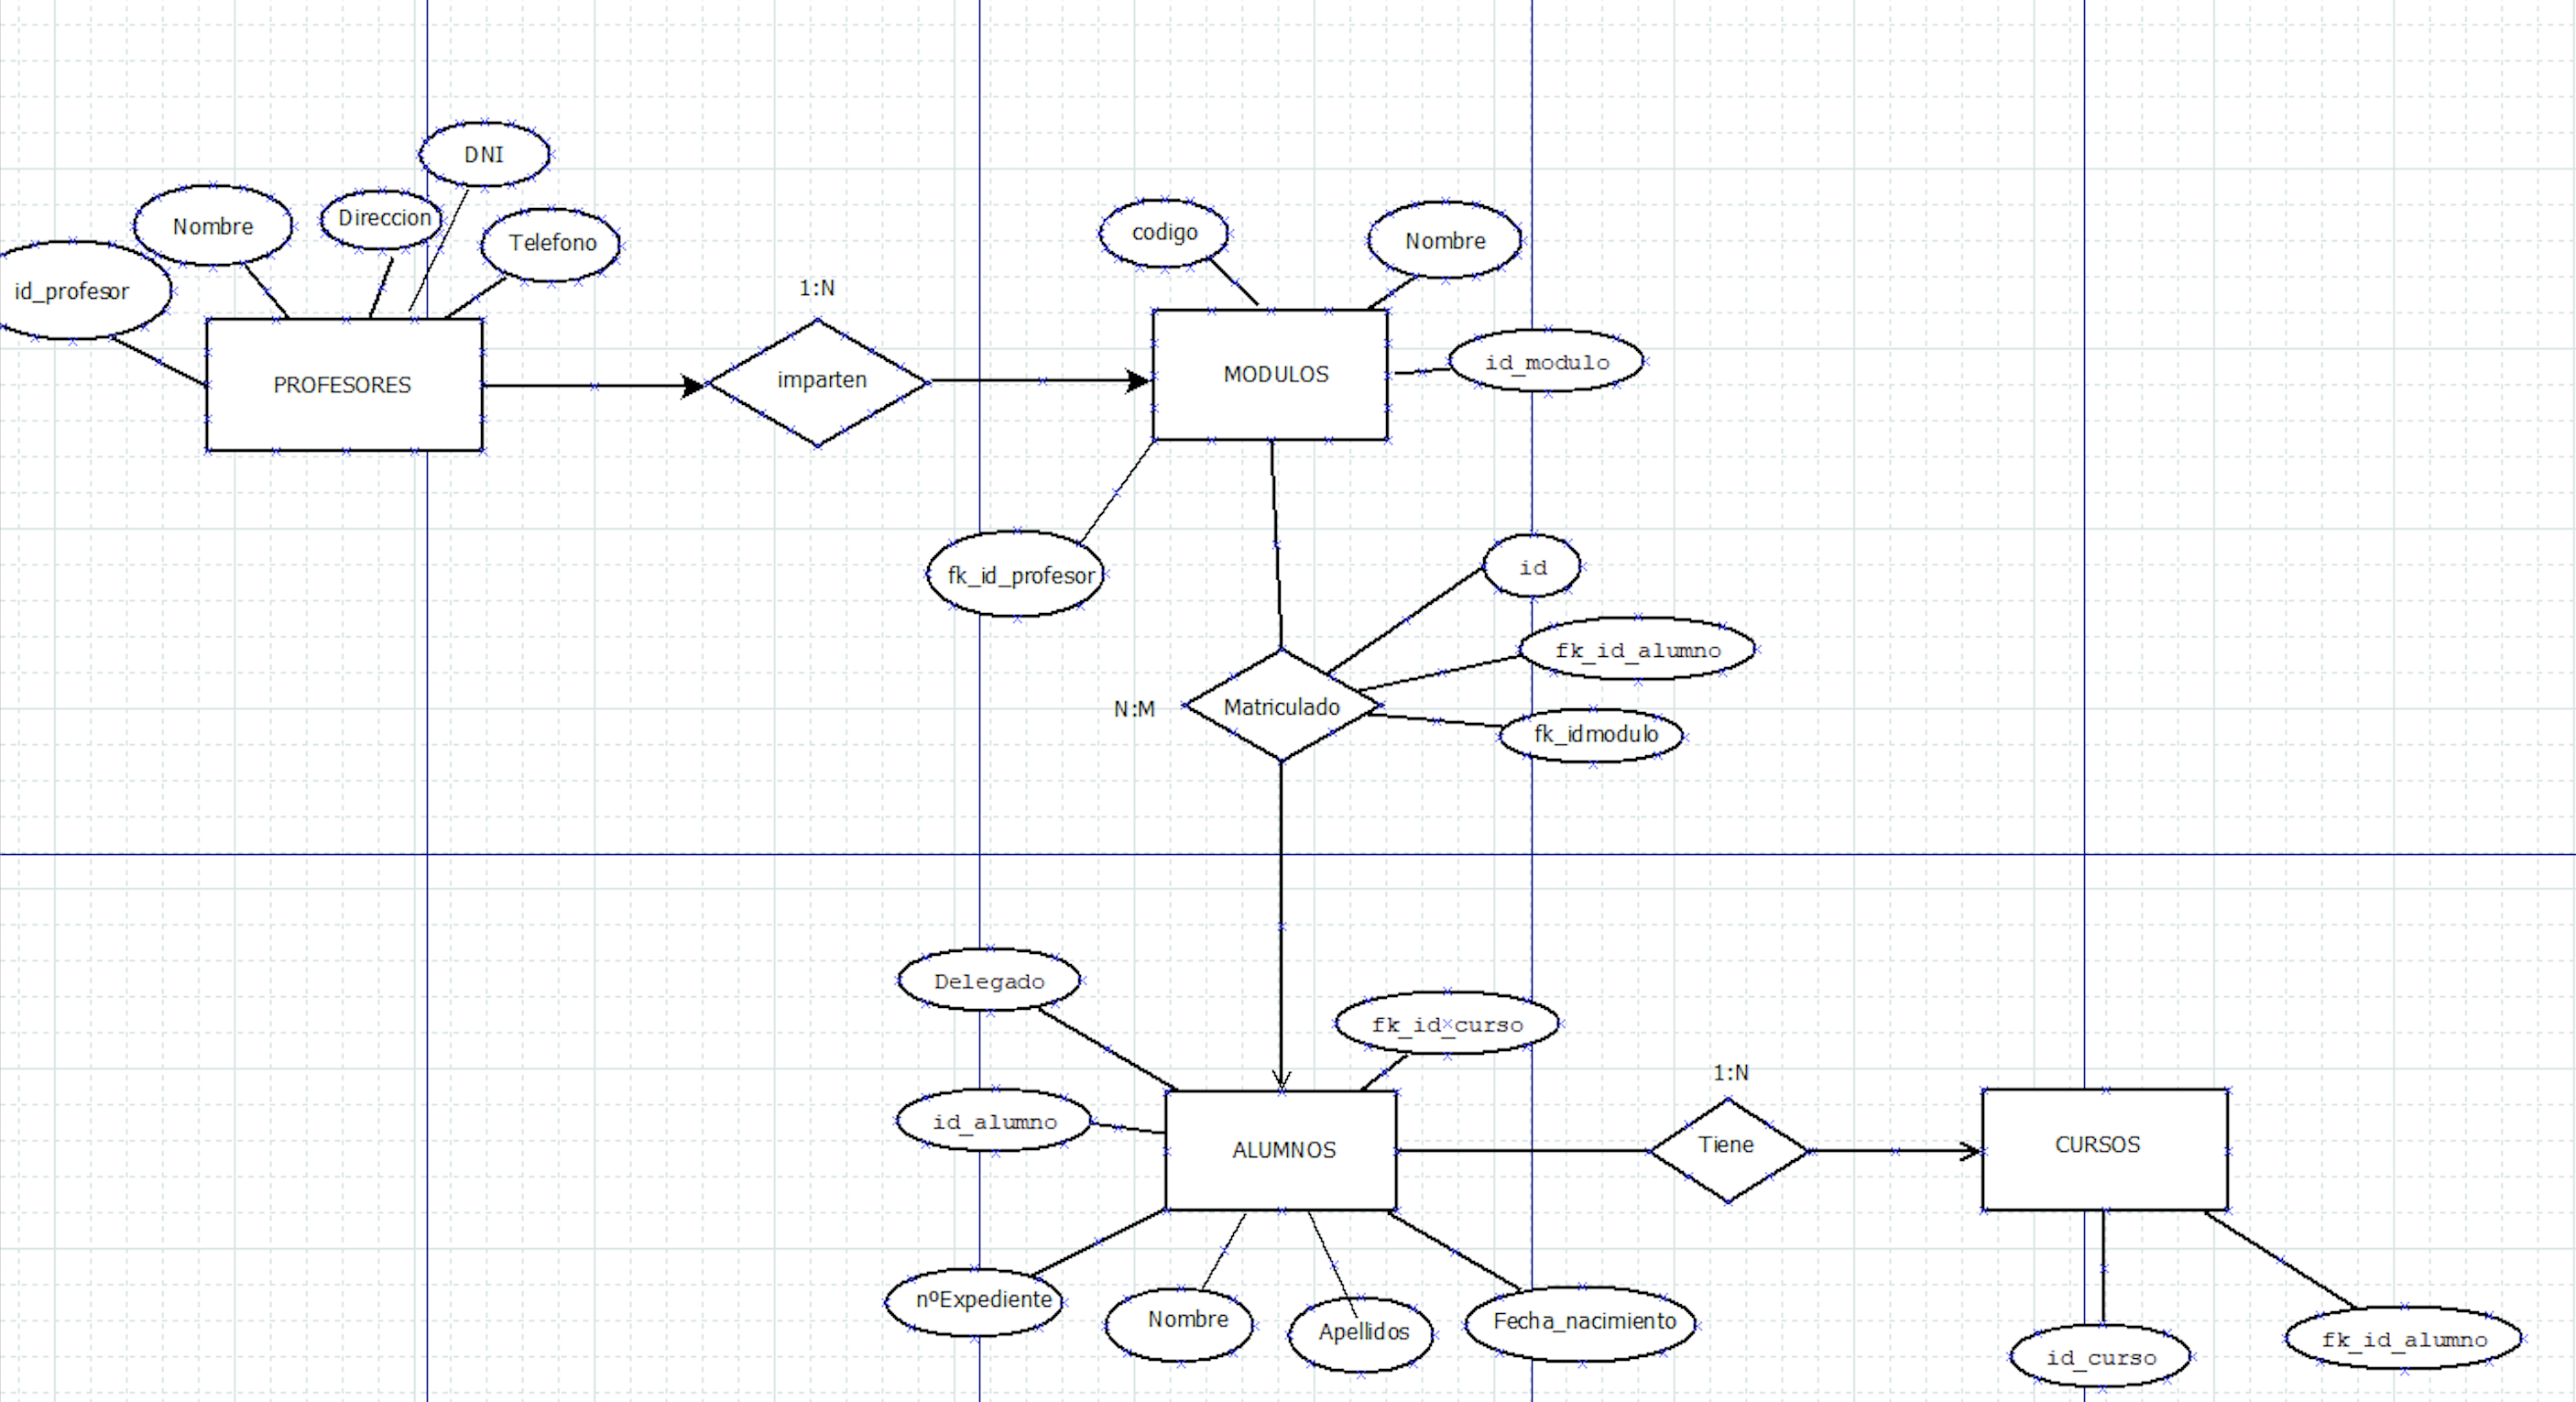 DNI
Nombre
Direccion
Telefono
id_profesor
PROFESORES
1:N
imparten
codigo
Nombre
MODULOS
id_modulo
fk_id_profesor
id
fk_id_alumno
fk_idmodulo
N:M
Matriculado
Delegado
fk_id_curso
id_alumno
ALUMNOS
1:N
Tiene
CURSOS
nºExpediente
Nombre
Apellidos
Fecha_nacimiento
id_curso
fk_id_alumno